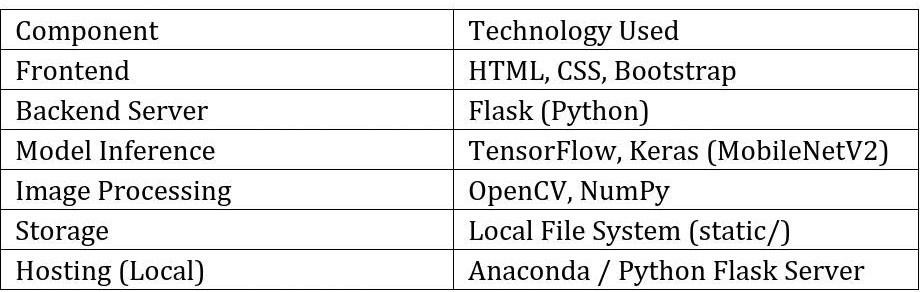 Component Technology Used
Frontend HTML, CSS, Bootstrap
Backend Server Flask (Python)
Model Inference TensorFlow, Keras (MobileNetV2)
Image Processing OpenCV, NumPy
Storage Local File System (static/)
Hosting (Local) Anaconda / Python Flask Server